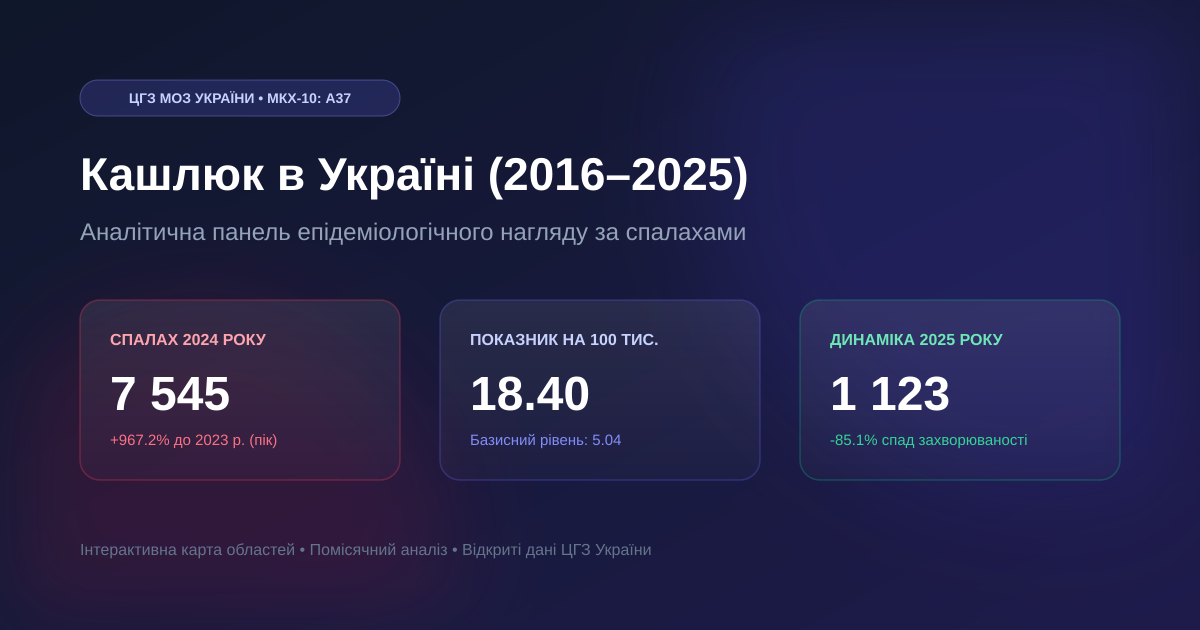 ЦГЗ МОЗ УКРАЇНИ • МКХ-10: А37
Кашлюк в Україні (2016–2025)
Аналітична панель епідеміологічного нагляду за спалахами
СПАЛАХ 2024 РОКУ
7 545
+967.2% до 2023 р. (пік)
ПОКАЗНИК НА 100 ТИС.
18.40
Базисний рівень: 5.04
ДИНАМІКА 2025 РОКУ
1 123
-85.1% спад захворюваності
Інтерактивна карта областей • Помісячний аналіз • Відкриті дані ЦГЗ України